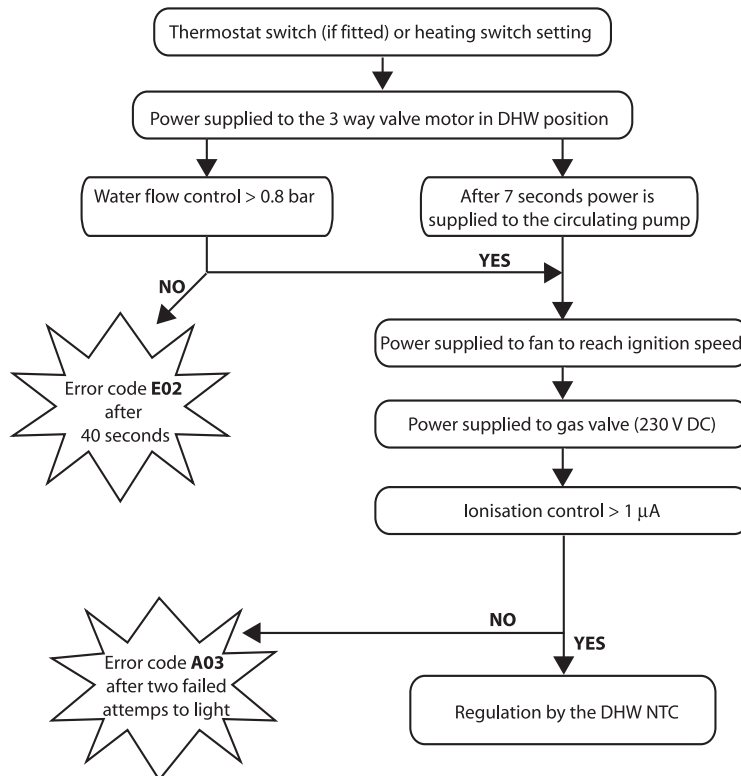 Thermostat switch (if fitted) or heating switch setting
Power supplied to the 3 way valve motor in DHW position
Water flow control > 0.8 bar
After 7 seconds power is
supplied to the circulating pump
YES
NO
Error code E02
after
40 seconds
Power supplied to fan to reach ignition speed
Power supplied to gas valve (230 V DC)
Ionisation control > 1 μA
NO
YES
Error code A03
after two failed
attemps to light
Regulation by the DHW NTC